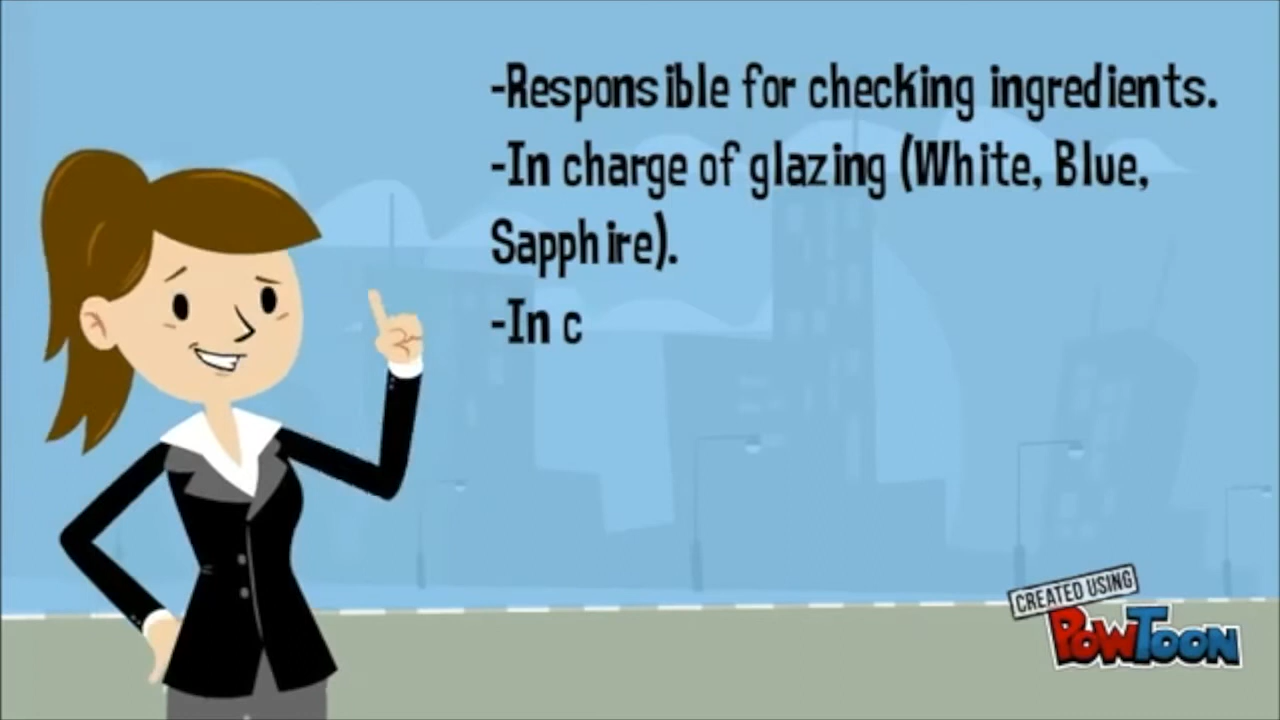 -Responsible for checking ingredients.
-In charge of glazing (White, Blue,
Sapphire).
-In c
CREATED USING
POWTOON